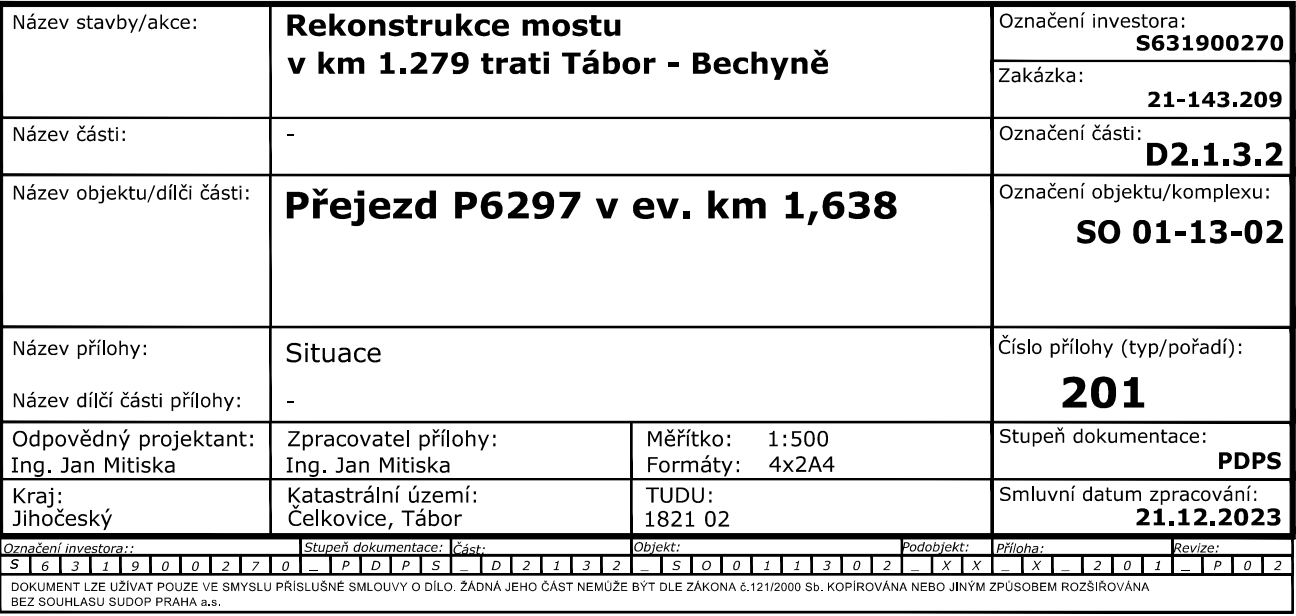 Název stavby/akce:
Rekonstrukce mostu
v km 1.279 trati Tábor - Bechyně
Označení investora:
S631900270
Zakázka:
21-143.209
Název části:
-
Označení části:
D2.1.3.2
Název objektu/dílči části:
Přejezd P6297 v ev. km 1,638
Označení objektu/komplexu:
SO 01-13-02
Název přílohy:
Situace
Číslo přílohy (typ/pořadí):
201
Název dílčí části přílohy:
-
Odpovědný projektant:
Ing. Jan Mitiska
Zpracovatel přílohy:
Ing. Jan Mitiska
Měřítko: 1:500
Formáty: 4x2A4
Stupeň dokumentace:
PDPS
Kraj:
Jihočeský
Katastrální území:
Čelkovice, Tábor
TUDU:
1821 02
Smluvní datum zpracování:
21.12.2023
Označení investora:: Stupeň dokumentace: Část: Objekt: Podobjekt: Příloha: Revize:
S 6 3 1 9 0 0 2 7 0 _ P D P S _ D 2 1 3 2 _ S O 0 1 1 3 0 2 _ X X _ X _ 2 0 1 _ P 0 2
DOKUMENT LZE UŽÍVAT POUZE VE SMYSLU PŘÍSLUŠNÉ SMLOUVY O DÍLO. ŽÁDNÁ JEHO ČÁST NEMŮŽE BÝT DLE ZÁKONA č.121/2000 Sb. KOPÍROVÁNA NEBO JINÝM ZPŮSOBEM ROZŠIŘOVÁNA
BEZ SOUHLASU SUDOP PRAHA a.s.